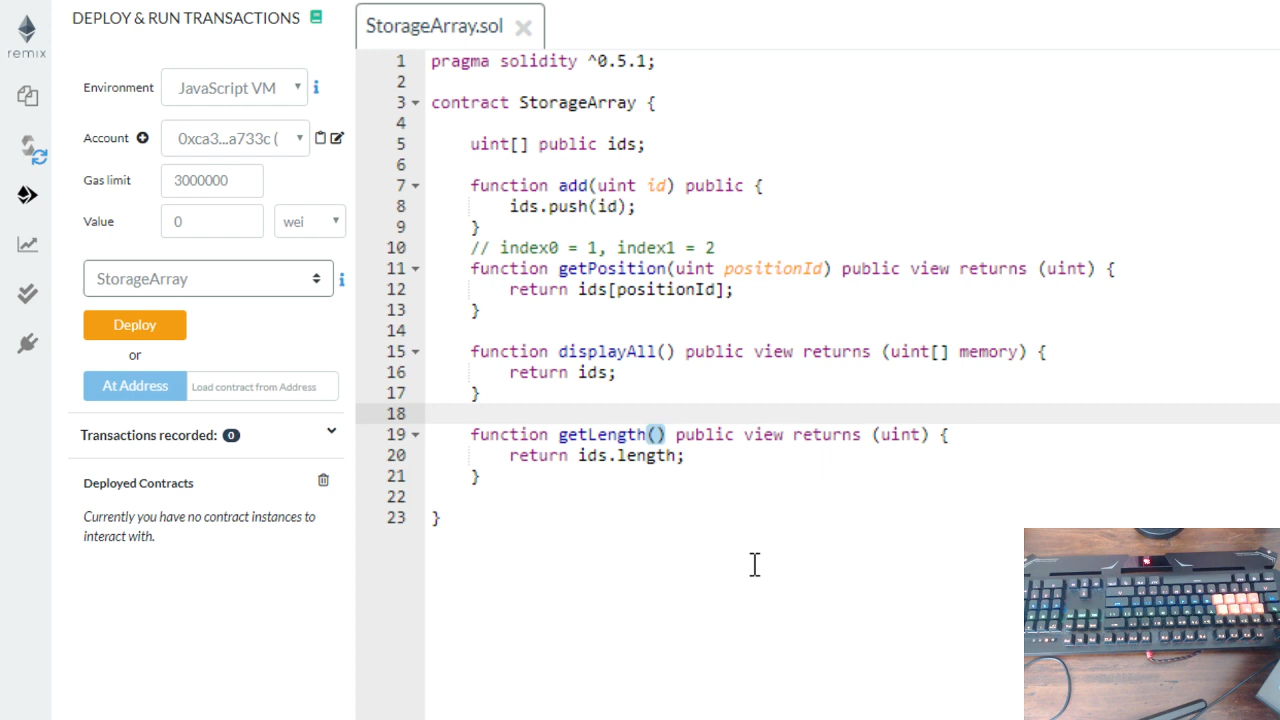 remix
DEPLOY & RUN TRANSACTIONS
Environment
JavaScript VM
i
Account
0xca3...a733c (
Gas limit
3000000
Value
0
wei
StorageArray
i
Deploy
or
At Address
Load contract from Address
Transactions recorded: 0
Deployed Contracts
Currently you have no contract instances to
interact with.
StorageArray.sol
1 pragma solidity ^0.5.1;
2
3 contract StorageArray {
4
5 uint[] public ids;
6
7 function add(uint id) public {
8 ids.push(id);
9 }
10 // index0 = 1, index1 = 2
11 function getPosition(uint positionId) public view returns (uint) {
12 return ids[positionId];
13 }
14
15 function displayAll() public view returns (uint[] memory) {
16 return ids;
17 }
18
19 function getLength() public view returns (uint) {
20 return ids.length;
21 }
22
23 }